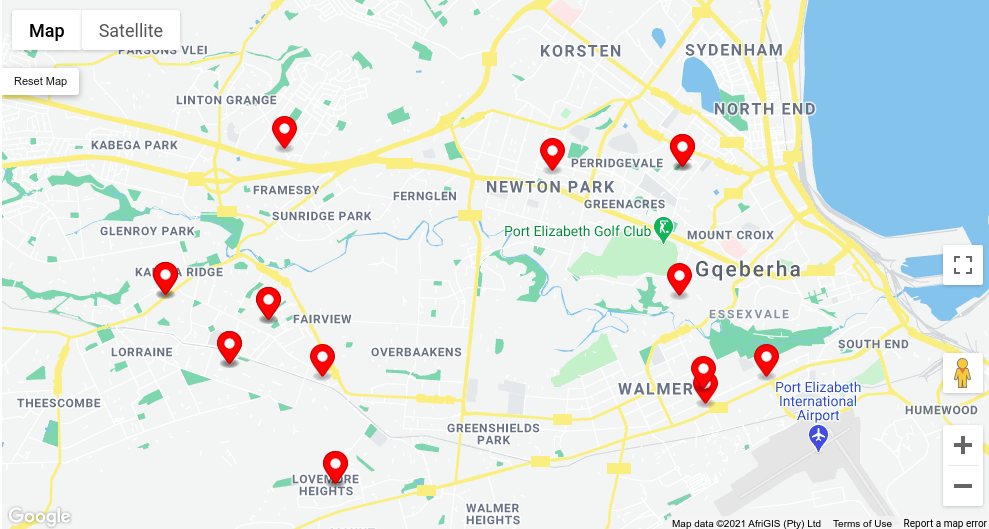 Map
Satellite
Reset Map
PARSONS VLEI
KORSTEN
SYDENHAM
LINTON GRANGE
NORTH END
KABEGA PARK
PERRIDGEVALE
FRAMESBY
FERNGLEN
NEWTON PARK
GREENACRES
SUNRIDGE PARK
GLENROY PARK
Port Elizabeth Golf Club
MOUNT CROIX
RIDGE
Gqeberha
FAIRVIEW
ESSEXVALE
LORRAINE
OVERBAAKENS
SOUTH END
WALMER
Port Elizabeth
International
Airport
THEESCOMBE
HUMEWOOD
GREENSHIELDS
PARK
LOVEMORE
HEIGHTS
WALMER
HEIGHTS
Google
Map data ©2021 AfriGIS (Pty) Ltd
Terms of Use
Report a map error